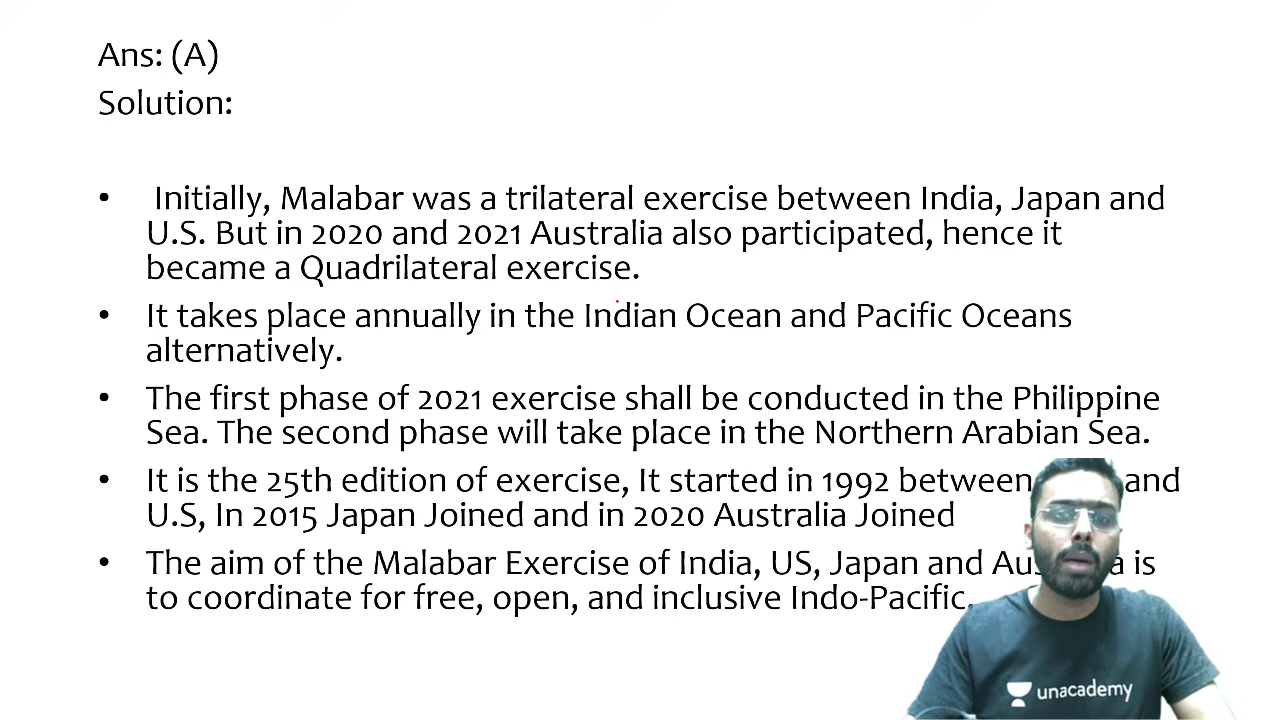 Ans: (A)
Solution:
• Initially, Malabar was a trilateral exercise between India, Japan and
U.S. But in 2020 and 2021 Australia also participated, hence it
became a Quadrilateral exercise.
• It takes place annually in the Indian Ocean and Pacific Oceans
alternatively.
• The first phase of 2021 exercise shall be conducted in the Philippine
Sea. The second phase will take place in the Northern Arabian Sea.
• It is the 25th edition of exercise, It started in 1992 between and
U.S, In 2015 Japan Joined and in 2020 Australia Joined
• The aim of the Malabar Exercise of India, US, Japan and is
to coordinate for free, open, and inclusive Indo-Pacific.
unacademy